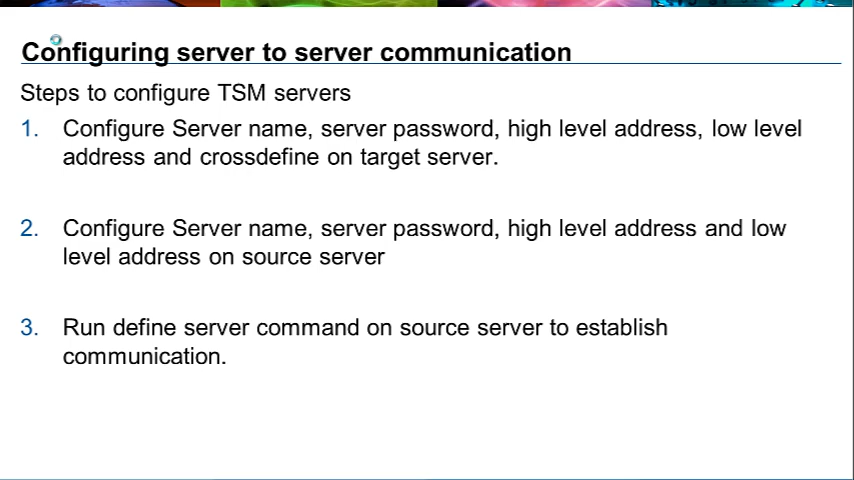 Configuring server to server communication
Steps to configure TSM servers
1. Configure Server name, server password, high level address, low level
address and crossdefine on target server.
2. Configure Server name, server password, high level address and low
level address on source server
3. Run define server command on source server to establish
communication.